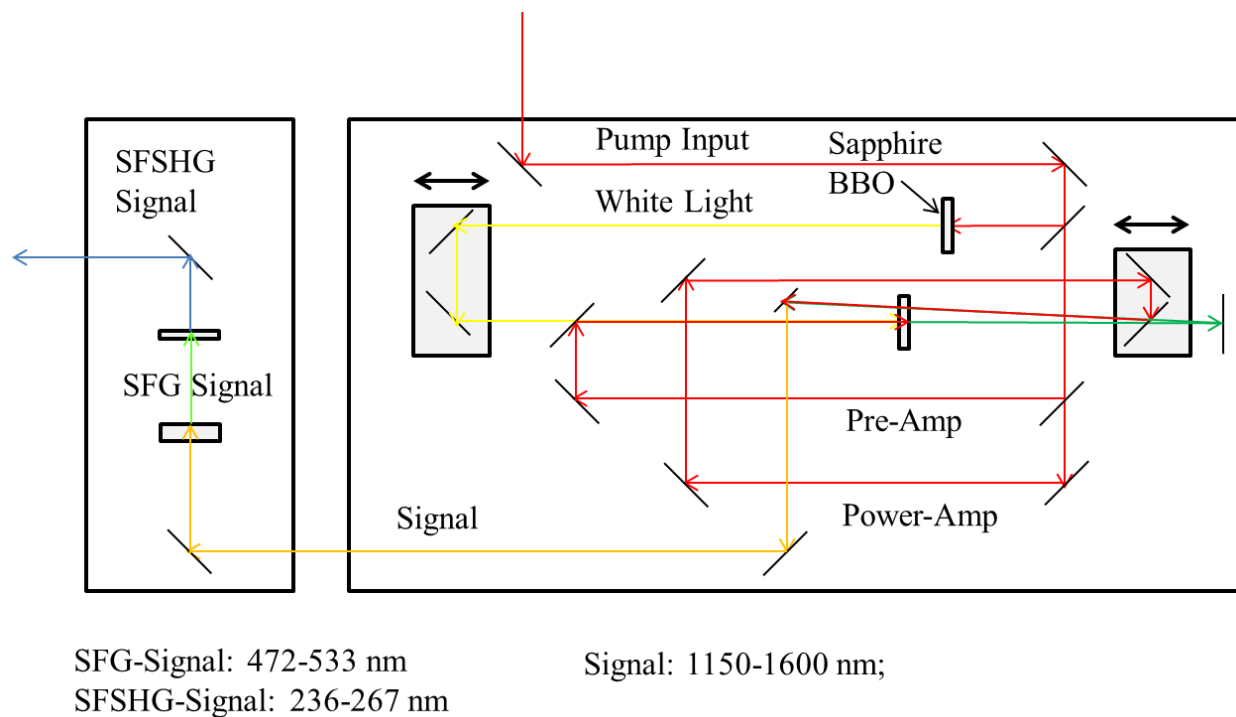 SFSHG
Signal
SFG Signal
Pump Input
White Light
Sapphire
BBO
Pre-Amp
Power-Amp
Signal
SFG-Signal: 472-533 nm
SFSHG-Signal: 236-267 nm
Signal: 1150-1600 nm;